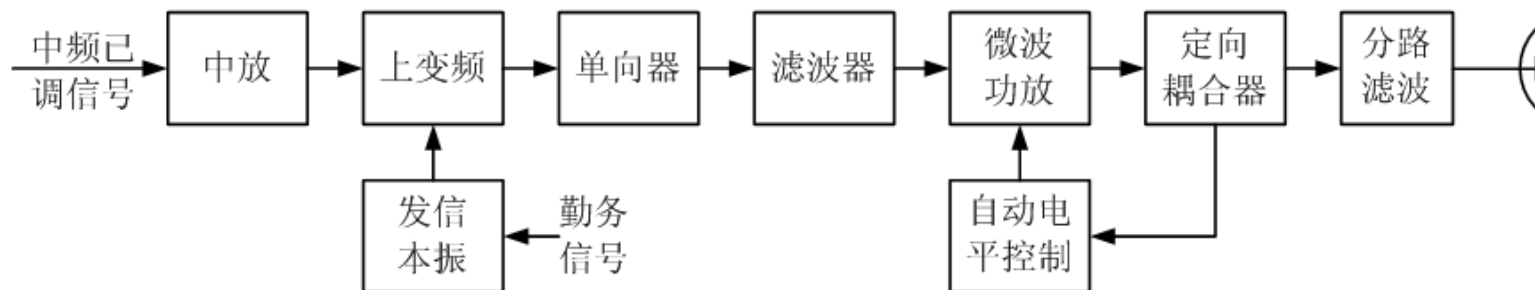 中频已
调信号
中放
上变频
单向器
滤波器
微波
功放
定向
耦合器
分路
滤波
发信
本振
勤务
信号
自动电
平控制